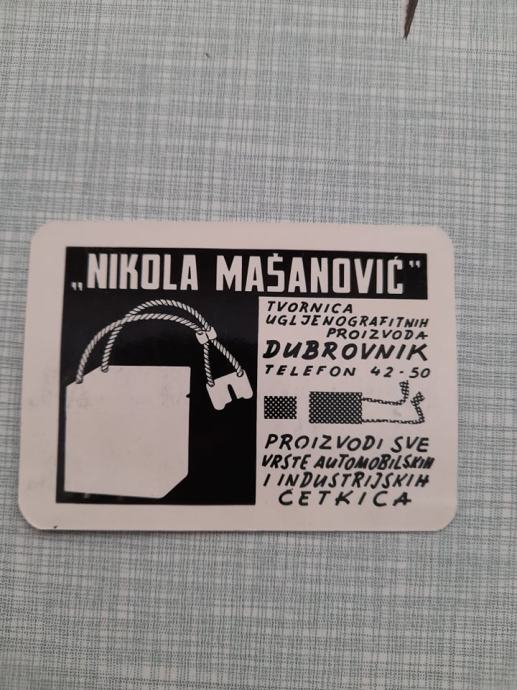 „NIKOLA MAŠANOVIĆ“
TVORNICA
UGLJENOGRAFITNIH
PROIZVODA
DUBROVNIK
TELEFON 42-50
PROIZVODI SVE
VRSTE AUTOMOBILSKIH
I INDUSTRIJSKIH
ČETKICA